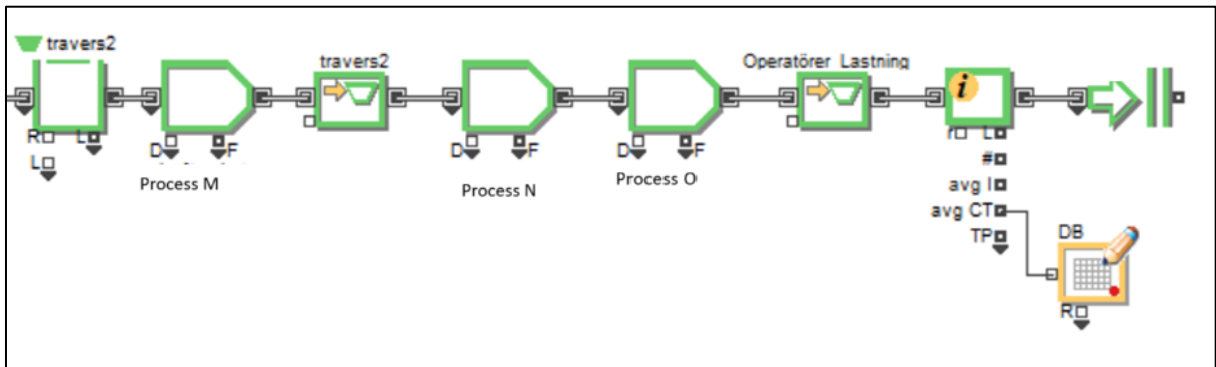 travers2
travers2
Operatörer Lastning
R L
L
D F
Process M
D F
Process N
D F
Process O
i
r L
#
avg I
avg CT
TP
DB
R